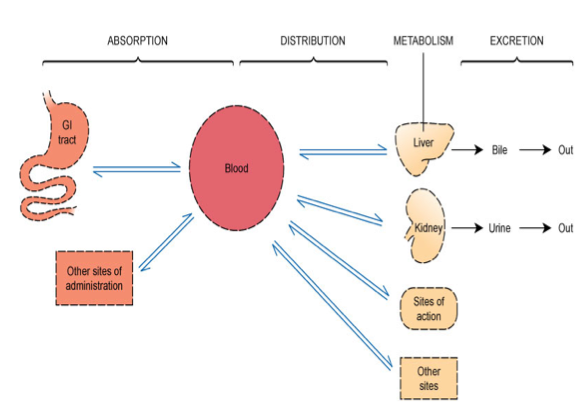 ABSORPTION
DISTRIBUTION
METABOLISM
EXCRETION
GI
tract
Blood
Liver
Bile
Out
Kidney
Urine
Out
Other sites of
administration
Sites of
action
Other
sites